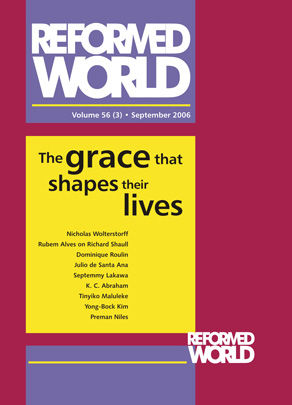 REFORMED
WORLD
Volume 56 (3) • September 2006
The grace that
shapes their
lives
Nicholas Wolterstorff
Rubem Alves on Richard Shaull
Dominique Roulin
Julio de Santa Ana
Septemmy Lakawa
K. C. Abraham
Tinyiko Maluleke
Yong-Bock Kim
Preman Niles
REFORMED
WORLD